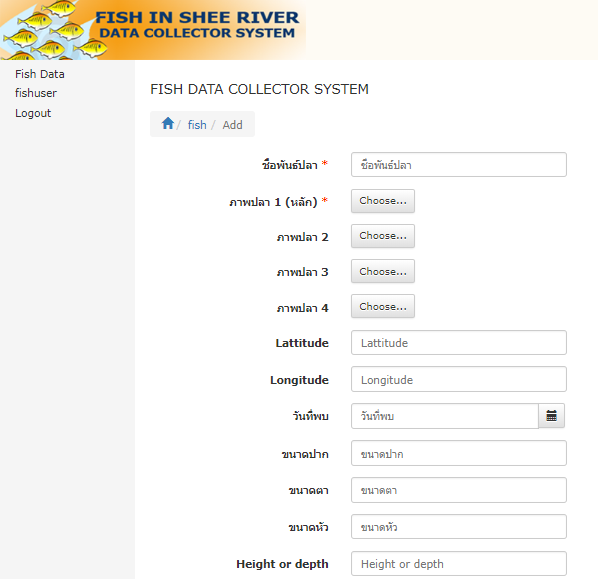 FISH IN SHEE RIVER
DATA COLLECTOR SYSTEM
Fish Data
fishuser
Logout
FISH DATA COLLECTOR SYSTEM
/ fish / Add
ชื่อพันธ์ปลา * ชื่อพันธ์ปลา
ภาพปลา 1 (หลัก) * Choose...
ภาพปลา 2 Choose...
ภาพปลา 3 Choose...
ภาพปลา 4 Choose...
Lattitude Lattitude
Longitude Longitude
วันที่พบ วันที่พบ
ขนาดปาก ขนาดปาก
ขนาดตา ขนาดตา
ขนาดหัว ขนาดหัว
Height or depth Height or depth